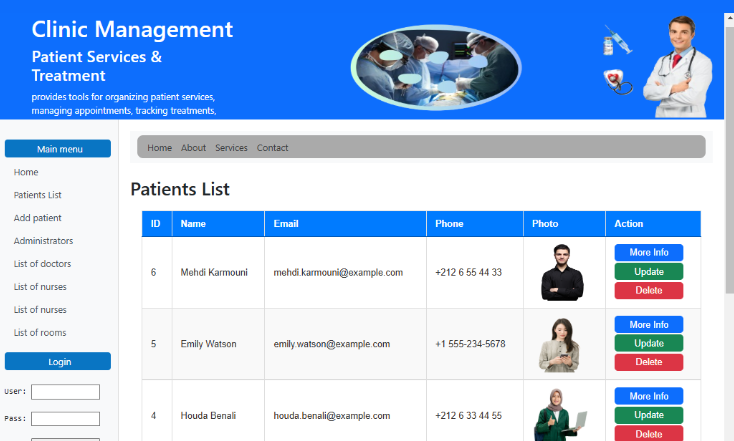 Clinic Management
Patient Services &
Treatment
provides tools for organizing patient services,
managing appointments, tracking treatments,
Main menu
Home
Patients List
Add patient
Administrators
List of doctors
List of nurses
List of nurses
List of rooms
Login
User:
Pass:
Home About Services Contact
Patients List
ID Name Email Phone Photo Action
6 Mehdi Karmouni mehdi.karmouni@example.com +212 6 55 44 33
More Info
Update
Delete
5 Emily Watson emily.watson@example.com +1 555-234-5678
More Info
Update
Delete
4 Houda Benali houda.benali@example.com +212 6 33 44 55
More Info
Update
Delete